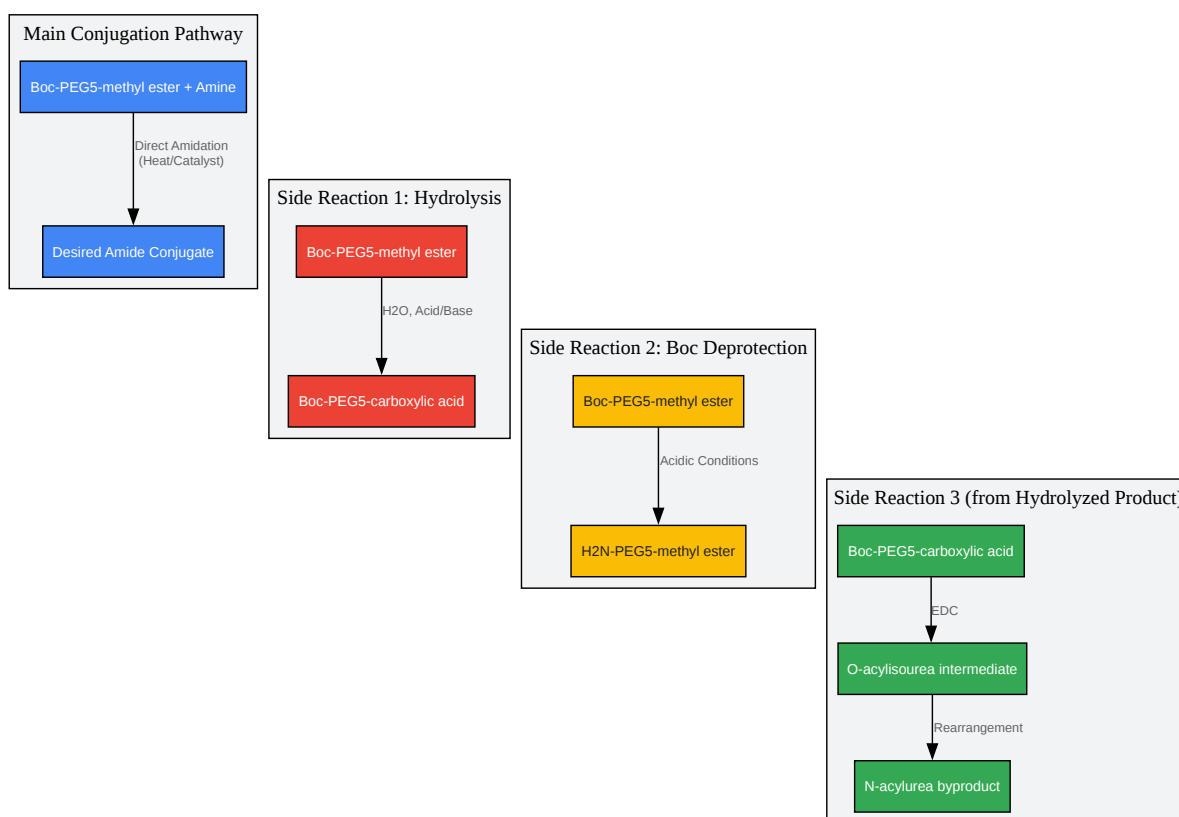 Main Conjugation Pathway
Boc-PEG5-methyl ester + Amine
Direct Amidation
(Heat/Catalyst)
Desired Amide Conjugate
Side Reaction 1: Hydrolysis
Boc-PEG5-methyl ester
H2O, Acid/Base
Boc-PEG5-carboxylic acid
Side Reaction 2: Boc Deprotection
Boc-PEG5-methyl ester
Acidic Conditions
H2N-PEG5-methyl ester
Side Reaction 3 (from Hydrolyzed Product)
Boc-PEG5-carboxylic acid
EDC
O-acylisourea intermediate
Rearrangement
N-acylurea byproduct